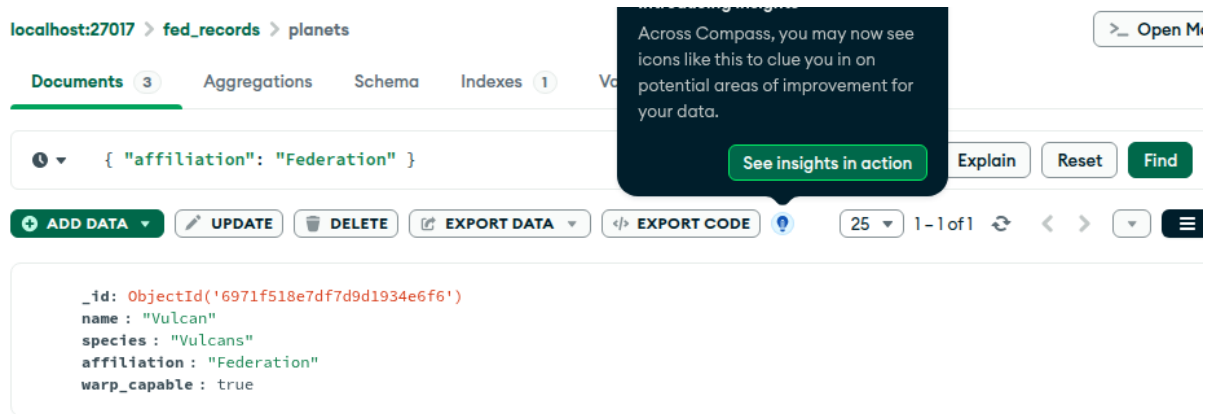 Introducing Insights
localhost:27017 > fed_records > planets
Across Compass, you may now see
icons like this to clue you in on
potential areas of improvement for
your data.
>_ Open M
Documents 3 Aggregations Schema Indexes 1 Va
{ "affiliation": "Federation" }
See insights in action
Explain Reset Find
ADD DATA UPDATE DELETE EXPORT DATA </> EXPORT CODE 25 1–1 of 1
_id: ObjectId('6971f518e7df7d9d1934e6f6')
name : "Vulcan"
species : "Vulcans"
affiliation : "Federation"
warp_capable : true